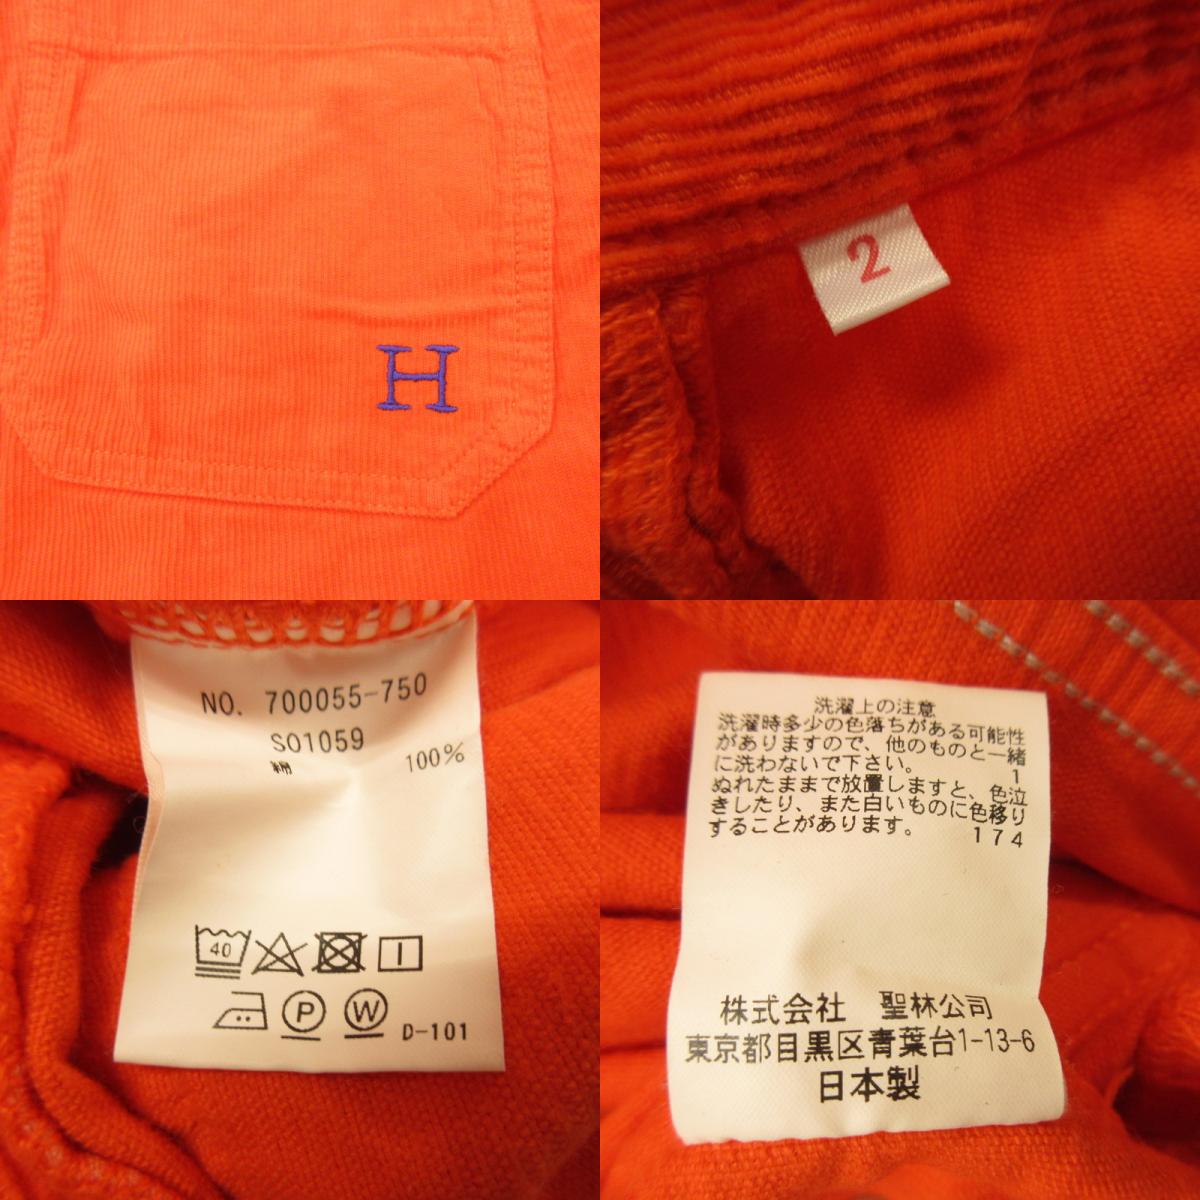 H
2
NO. 700055-750
S01059
綿 100%
40
P W D-101
洗濯上の注意
洗濯時多少の色落ちがある可能性
がありますので、他のものと一緒
に洗わないで下さい。 1
ぬれたままで放置しますと、色泣
きしたり、また白いものに色移り
することがあります。 174
株式会社 聖林公司
東京都目黒区青葉台1-13-6
日本製